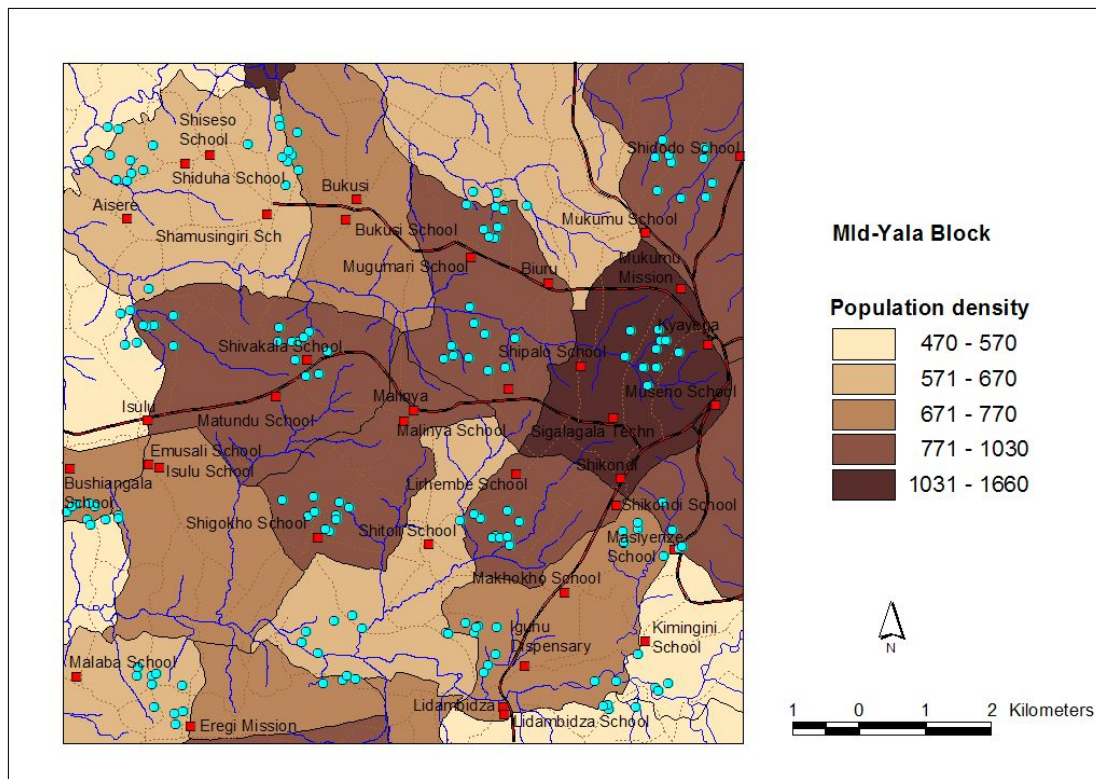 Shiseso
School
Shiduha School
Aisere
Shamusingiri Sch
Bukusi
Bukusi School
Mugumari School
Biuru
Shidodo School
Mukumu School
Mukumu
Mission
Kyayega
Shivakala School
Shipalo School
Museno School
Isulu
Matundu School
Malinya
Malinya School
Sigalagala Techn
Emusali School
Isulu School
Bushiangala
School
Lirhembe School
Shikondi
Shikondi School
Shigokho School
Shitoli School
Masiyenze
School
Makhokho School
Iguhu
Dispensary
Kimingini
School
Malaba School
Eregi Mission
Lidambidza
Lidambidza School
MId-Yala Block
Population density
470 - 570
571 - 670
671 - 770
771 - 1030
1031 - 1660
N
1 0 1 2 Kilometers